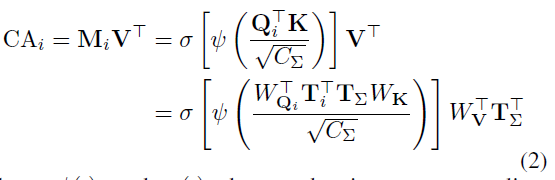 CA_i = M_i V^⊤ = σ [ ψ ( Q_i^⊤ K / √C_Σ ) ] V^⊤
= σ [ ψ ( W_{Q_i}^⊤ T_i^⊤ T_Σ W_K / √C_Σ ) ] W_V^⊤ T_Σ^⊤
(2)